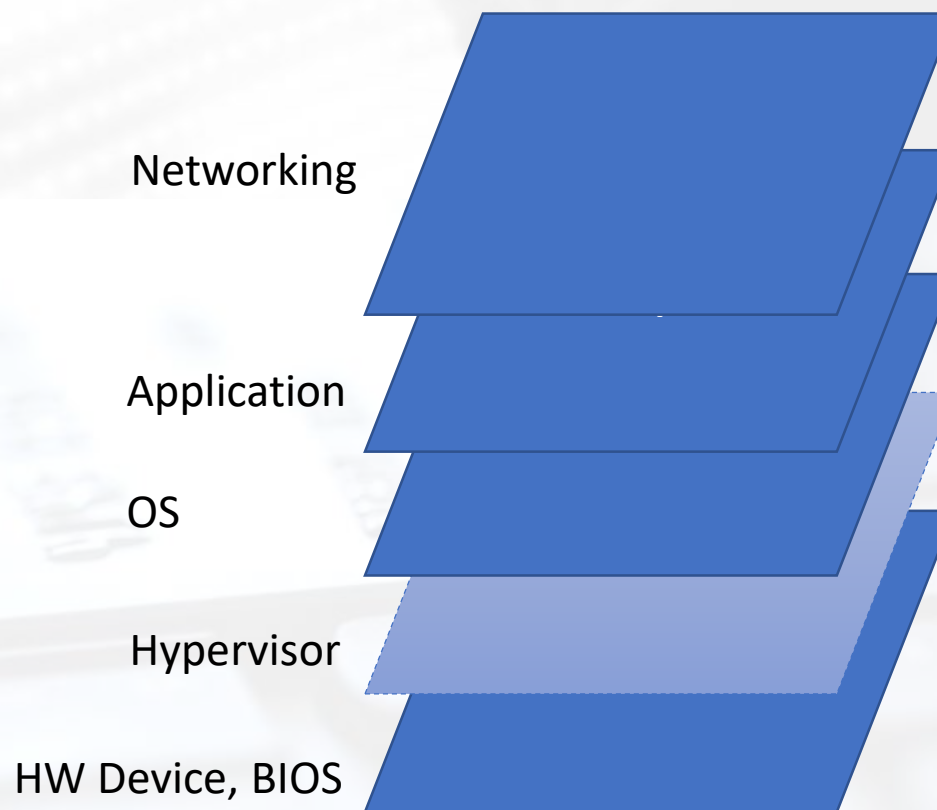 Networking
Application
OS
Hypervisor
HW Device, BIOS